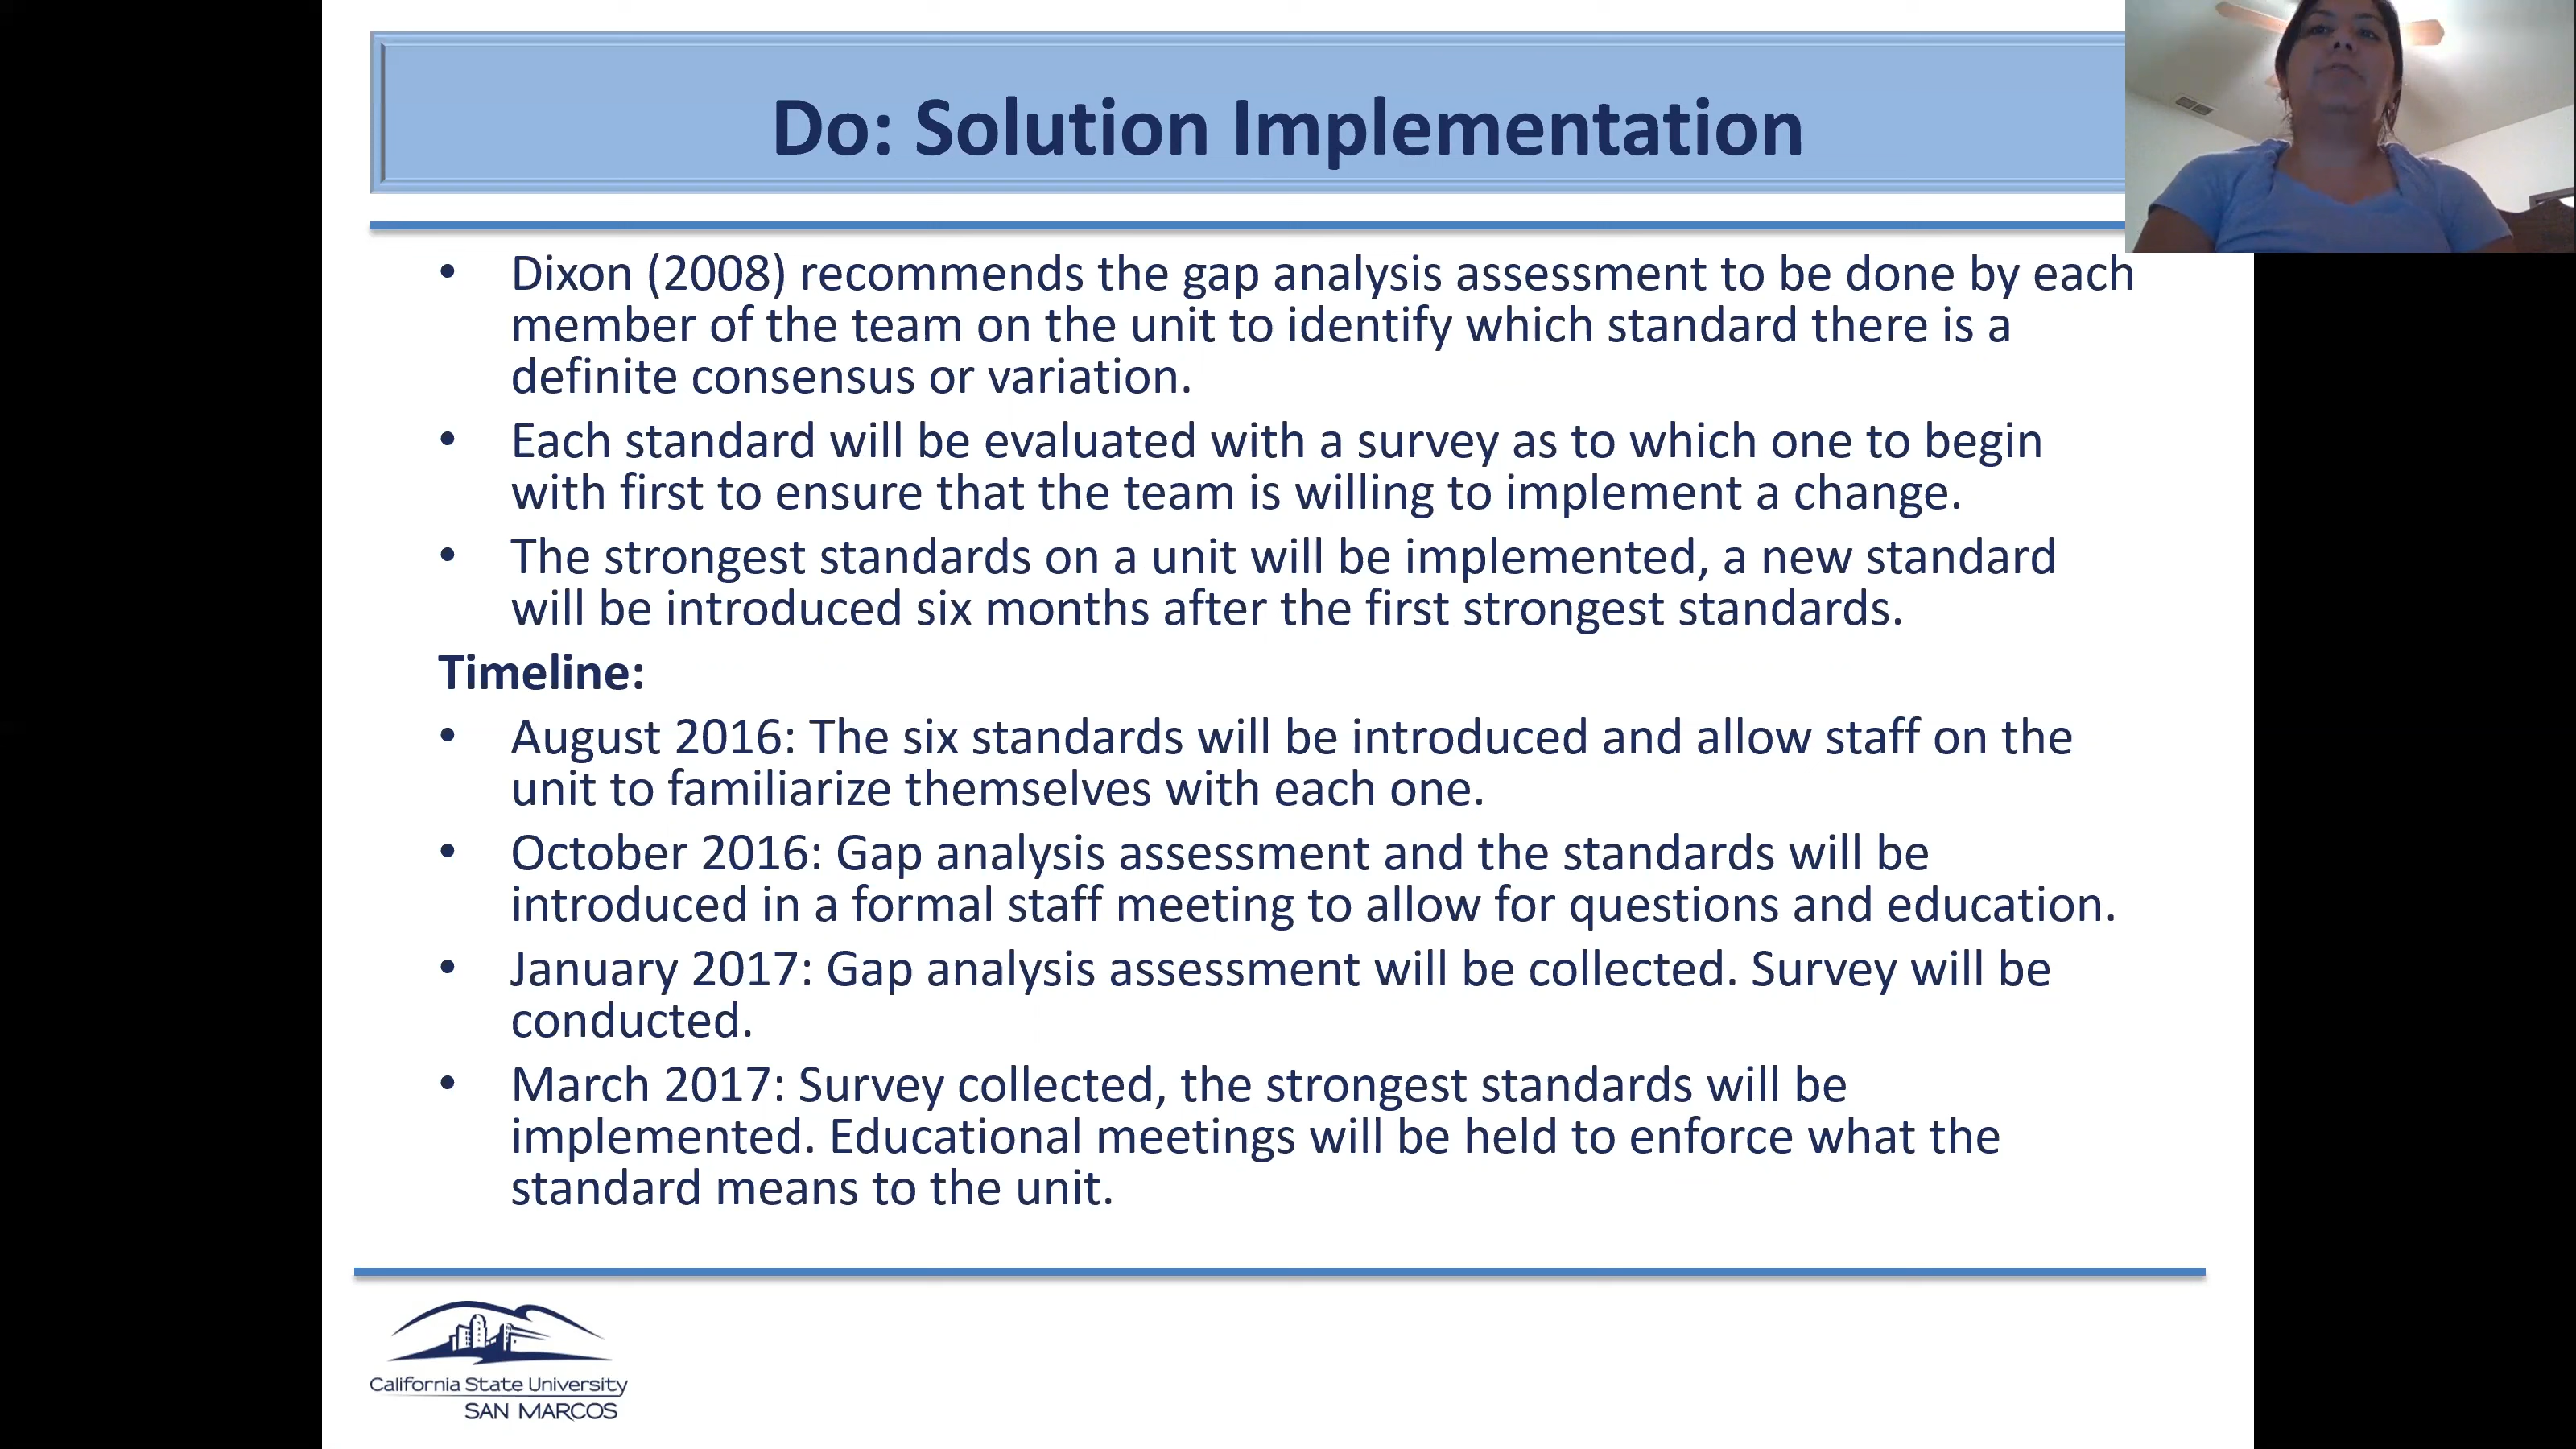 Do: Solution Implementation
• Dixon (2008) recommends the gap analysis assessment to be done by each
member of the team on the unit to identify which standard there is a
definite consensus or variation.
• Each standard will be evaluated with a survey as to which one to begin
with first to ensure that the team is willing to implement a change.
• The strongest standards on a unit will be implemented, a new standard
will be introduced six months after the first strongest standards.
Timeline:
• August 2016: The six standards will be introduced and allow staff on the
unit to familiarize themselves with each one.
• October 2016: Gap analysis assessment and the standards will be
introduced in a formal staff meeting to allow for questions and education.
• January 2017: Gap analysis assessment will be collected. Survey will be
conducted.
• March 2017: Survey collected, the strongest standards will be
implemented. Educational meetings will be held to enforce what the
standard means to the unit.
California State University
SAN MARCOS